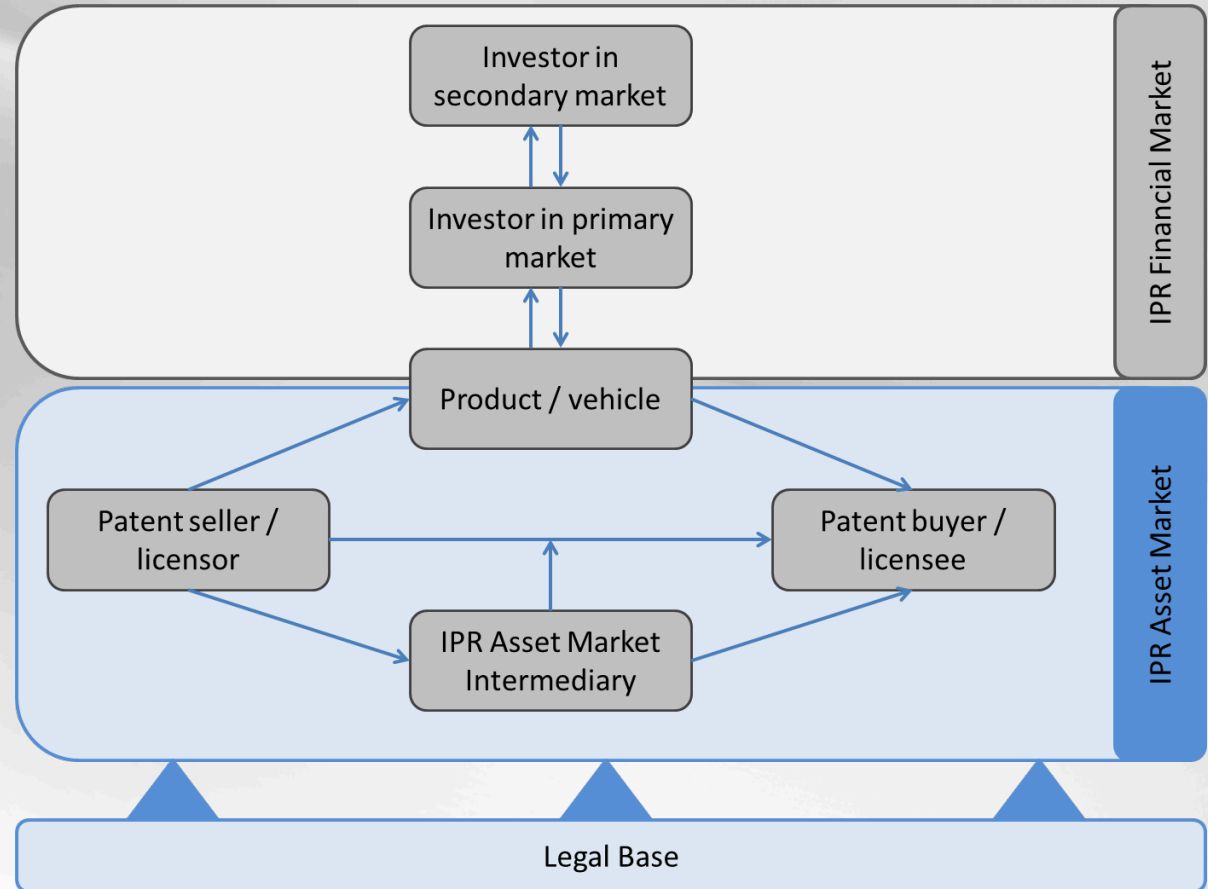 Investor in
secondary market
Investor in primary
market
IPR Financial Market
Product / vehicle
Patent seller /
licensor
Patent buyer /
licensee
IPR Asset Market
Intermediary
IPR Asset Market
Legal Base